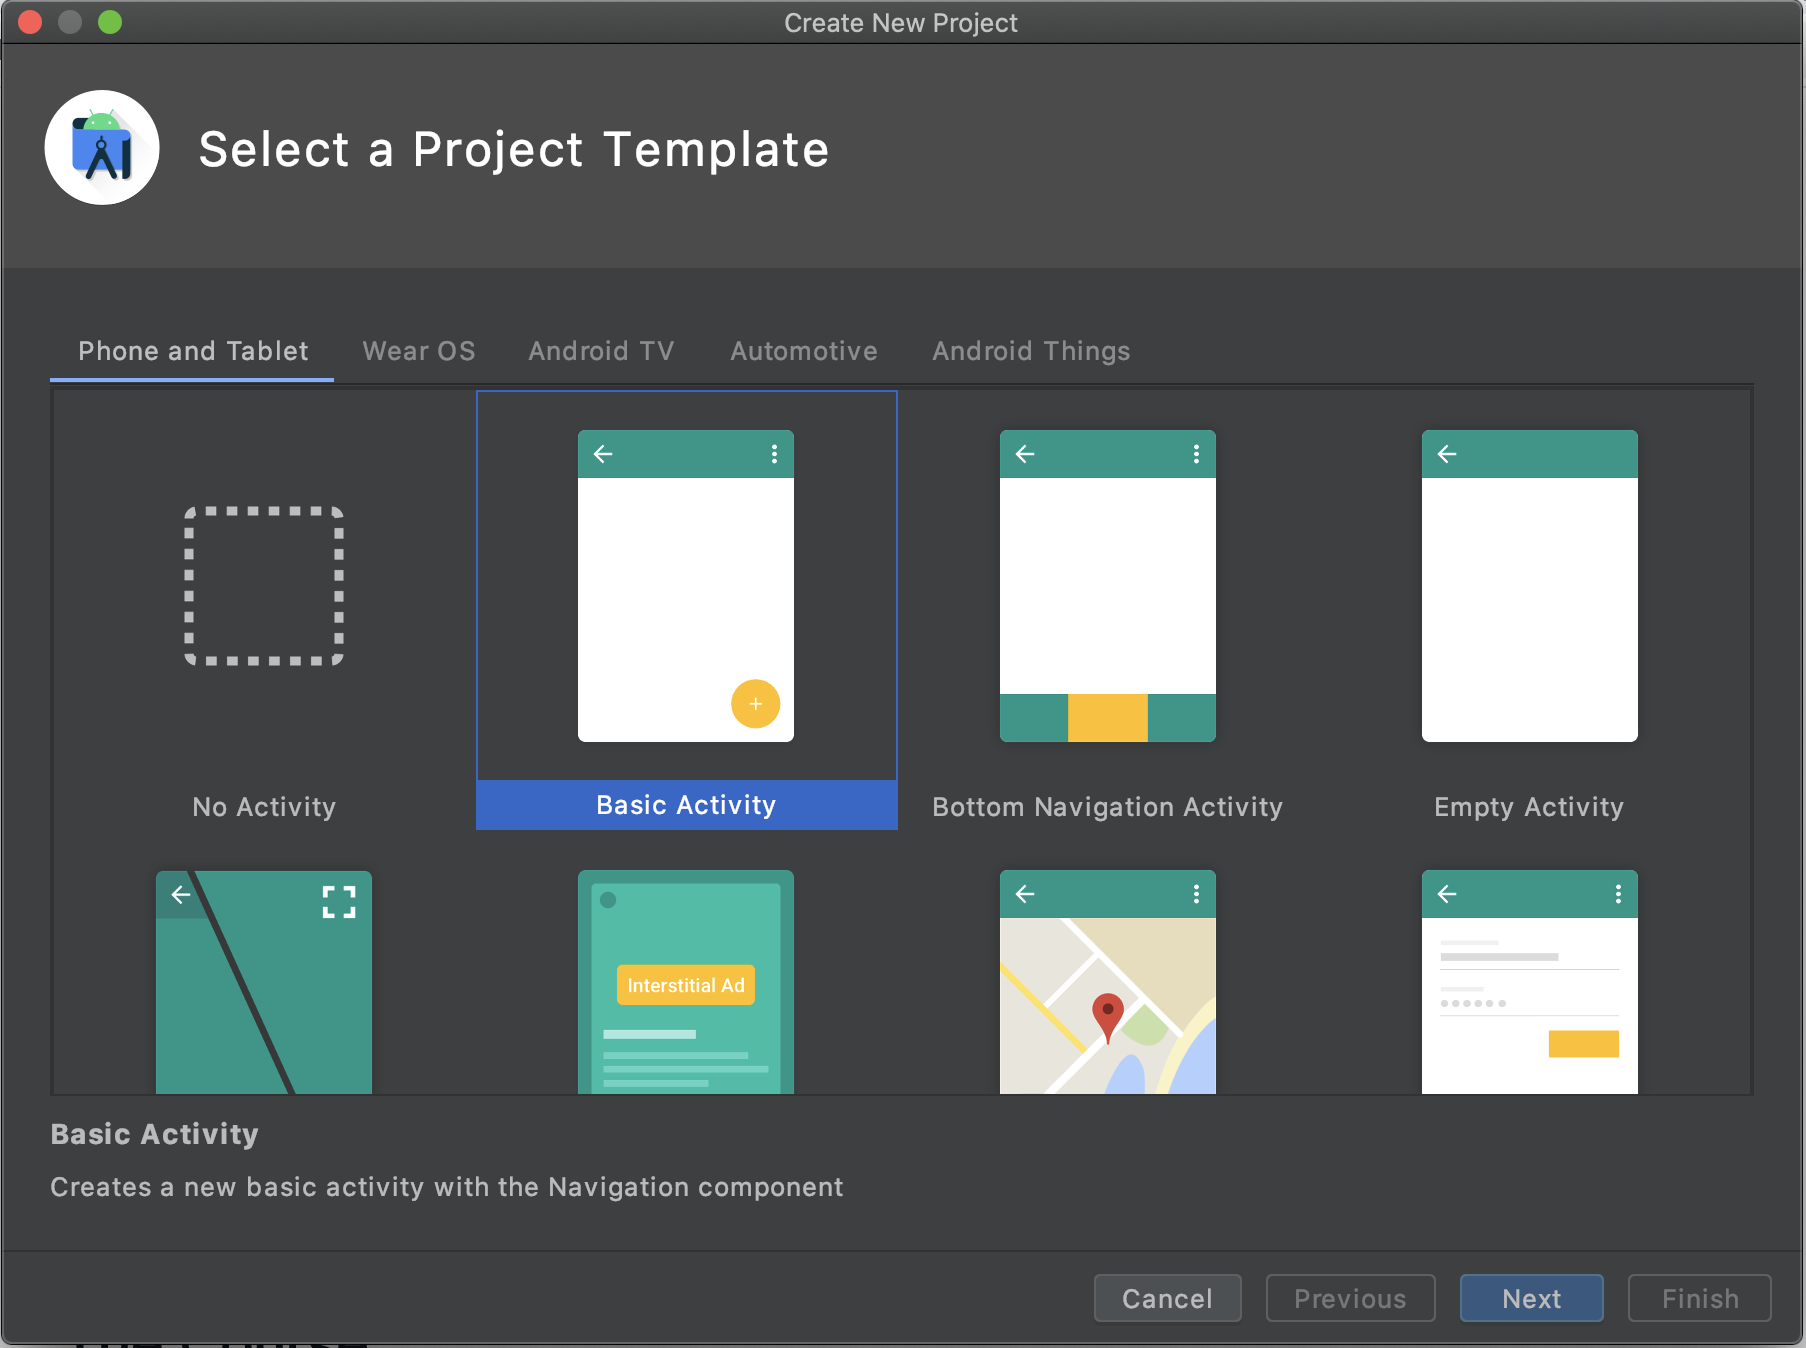 Create New Project
Select a Project Template
Phone and Tablet Wear OS Android TV Automotive Android Things
No Activity Basic Activity Bottom Navigation Activity Empty Activity
Interstitial Ad
Basic Activity
Creates a new basic activity with the Navigation component
Cancel Previous Next Finish